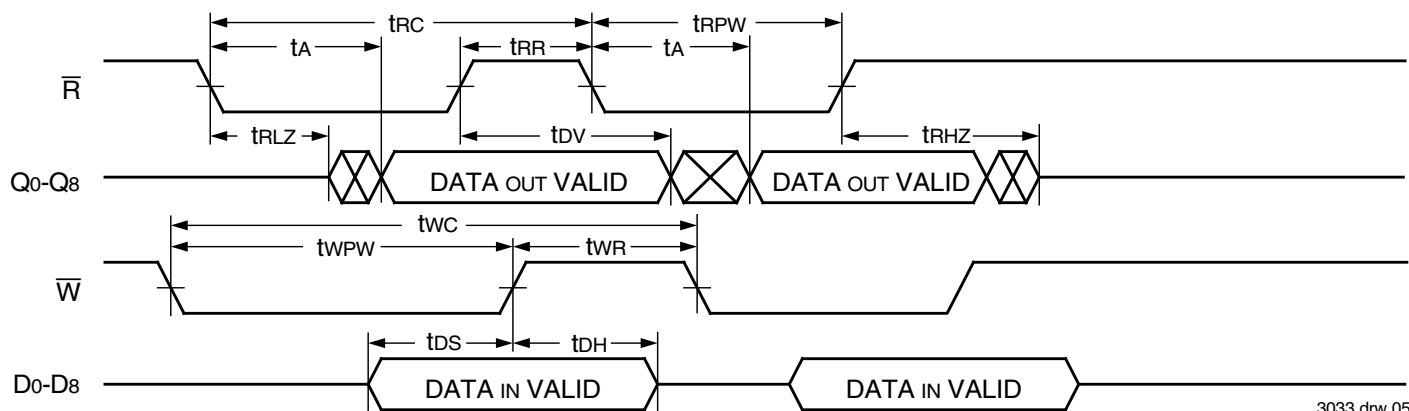 tRC tRPW
tA tRR tA
R̅
tRLZ tDV tRHZ
Q0-Q8 DATA OUT VALID DATA OUT VALID
tWC
tWPW tWR
W̅
tDS tDH
D0-D8 DATA IN VALID DATA IN VALID
3033 drw 05